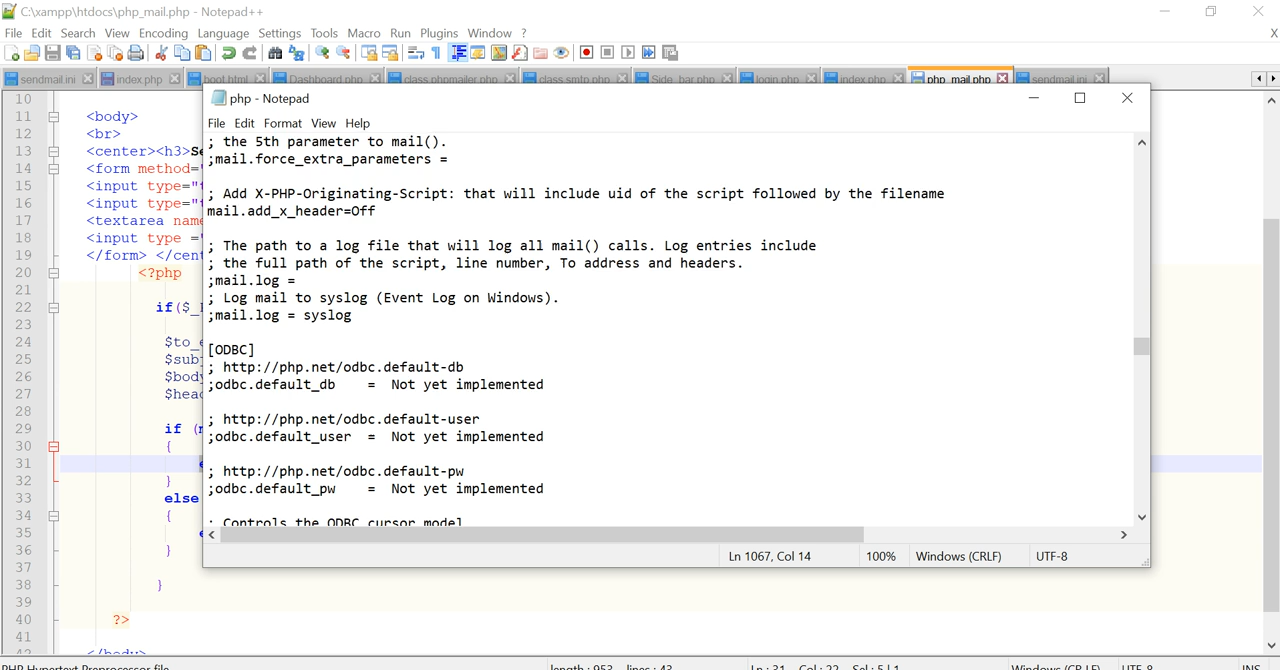 C:\xampp\htdocs\php_mail.php - Notepad++
File Edit Search View Encoding Language Settings Tools Macro Run Plugins Window ? X
sendmail.ini index.php boot.html Dashboard.php class.phpmailer.php class.smtp.php Side_bar.php login.php index.php php_mail.php sendmail.ini
php - Notepad
File Edit Format View Help
; the 5th parameter to mail().
;mail.force_extra_parameters =
; Add X-PHP-Originating-Script: that will include uid of the script followed by the filename
mail.add_x_header=Off
; The path to a log file that will log all mail() calls. Log entries include
; the full path of the script, line number, To address and headers.
;mail.log =
; Log mail to syslog (Event Log on Windows).
;mail.log = syslog
[ODBC]
; http://php.net/odbc.default-db
;odbc.default_db    =  Not yet implemented
; http://php.net/odbc.default-user
;odbc.default_user  =  Not yet implemented
; http://php.net/odbc.default-pw
;odbc.default_pw    =  Not yet implemented
; Controls the ODBC cursor model
Ln 1067, Col 14 100% Windows (CRLF) UTF-8
10
11 <body>
12 <br>
13 <center><h3>Se
14 <form method=
15 <input type="
16 <input type="
17 <textarea name
18 <input type ="
19 </form> </cent
20 <?php
21
22 if($_
23
24 $to_e
25 $subj
26 $body
27 $head
28
29 if (
30 {
31
32 }
33 else
34 {
35
36 }
37
38 }
39
40 ?>
41
42 </body>
PHP Hypertext Preprocessor file length : 953 lines : 43 Ln : 31 Col : 22 Sel : 5 | 1 Windows (CR LF) UTF-8 INS